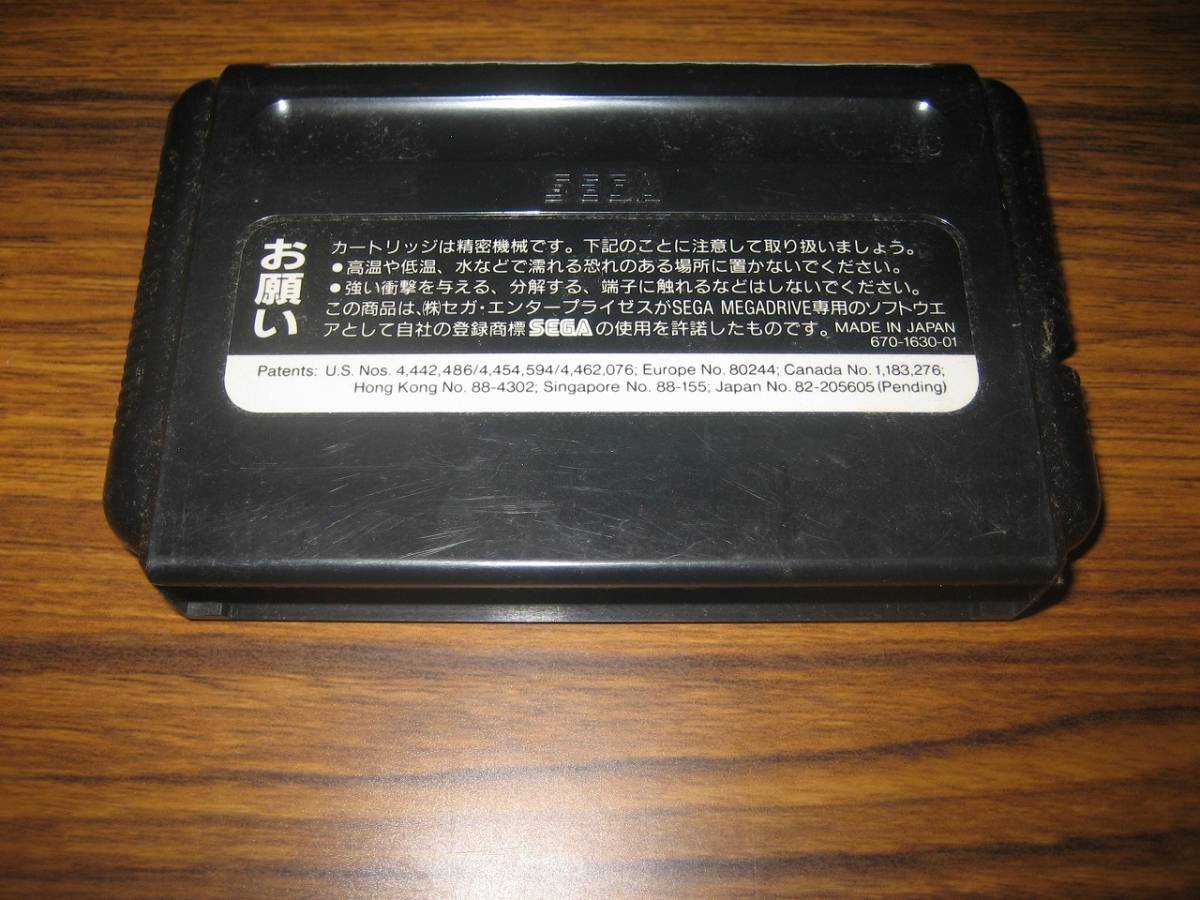 SEGA
お願い
カートリッジは精密機械です。下記のことに注意して取り扱いましょう。
●高温や低温、水などで濡れる恐れのある場所に置かないでください。
●強い衝撃を与える、分解する、端子に触れるなどはしないでください。
この商品は、㈱セガ・エンタープライゼスがSEGA MEGADRIVE専用のソフトウエ
アとして自社の登録商標SEGAの使用を許諾したものです。MADE IN JAPAN
670-1630-01
Patents: U.S. Nos. 4,442,486/4,454,594/4,462,076; Europe No. 80244; Canada No. 1,183,276;
Hong Kong No. 88-4302; Singapore No. 88-155; Japan No. 82-205605 (Pending)